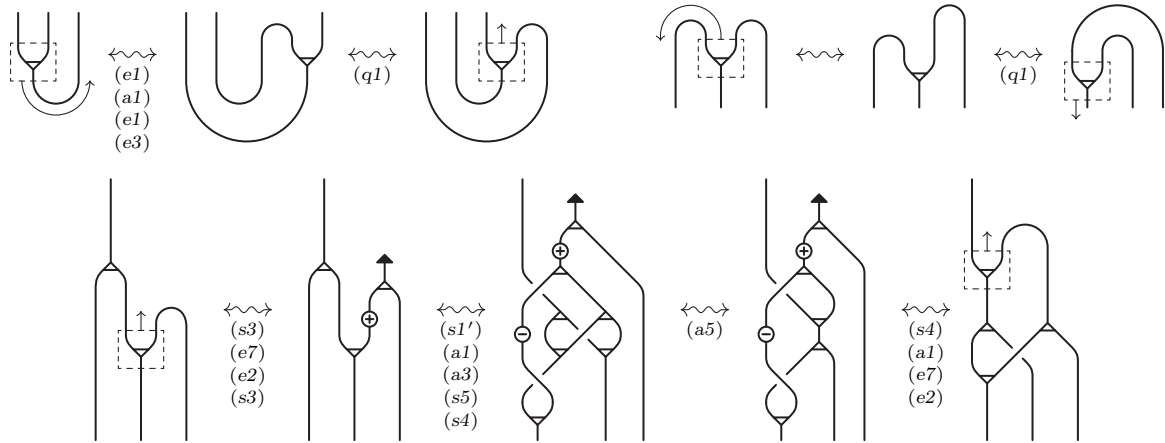 (e1)
(a1)
(e1)
(e3)
(q1)
(q1)
(s3)
(e7)
(e2)
(s3)
+
(s1')
(a1)
(a3)
(s5)
(s4)
+
−
(a5)
+
−
(s4)
(a1)
(e7)
(e2)